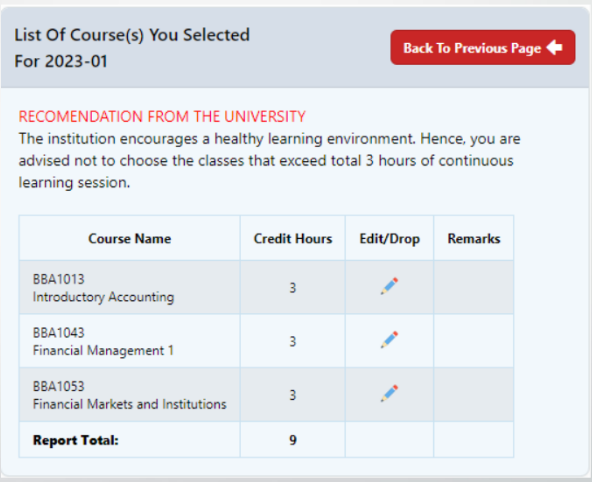 List Of Course(s) You Selected
For 2023-01
Back To Previous Page
RECOMENDATION FROM THE UNIVERSITY
The institution encourages a healthy learning environment. Hence, you are
advised not to choose the classes that exceed total 3 hours of continuous
learning session.
Course Name Credit Hours Edit/Drop Remarks
BBA1013
Introductory Accounting 3
BBA1043
Financial Management 1 3
BBA1053
Financial Markets and Institutions 3
Report Total: 9